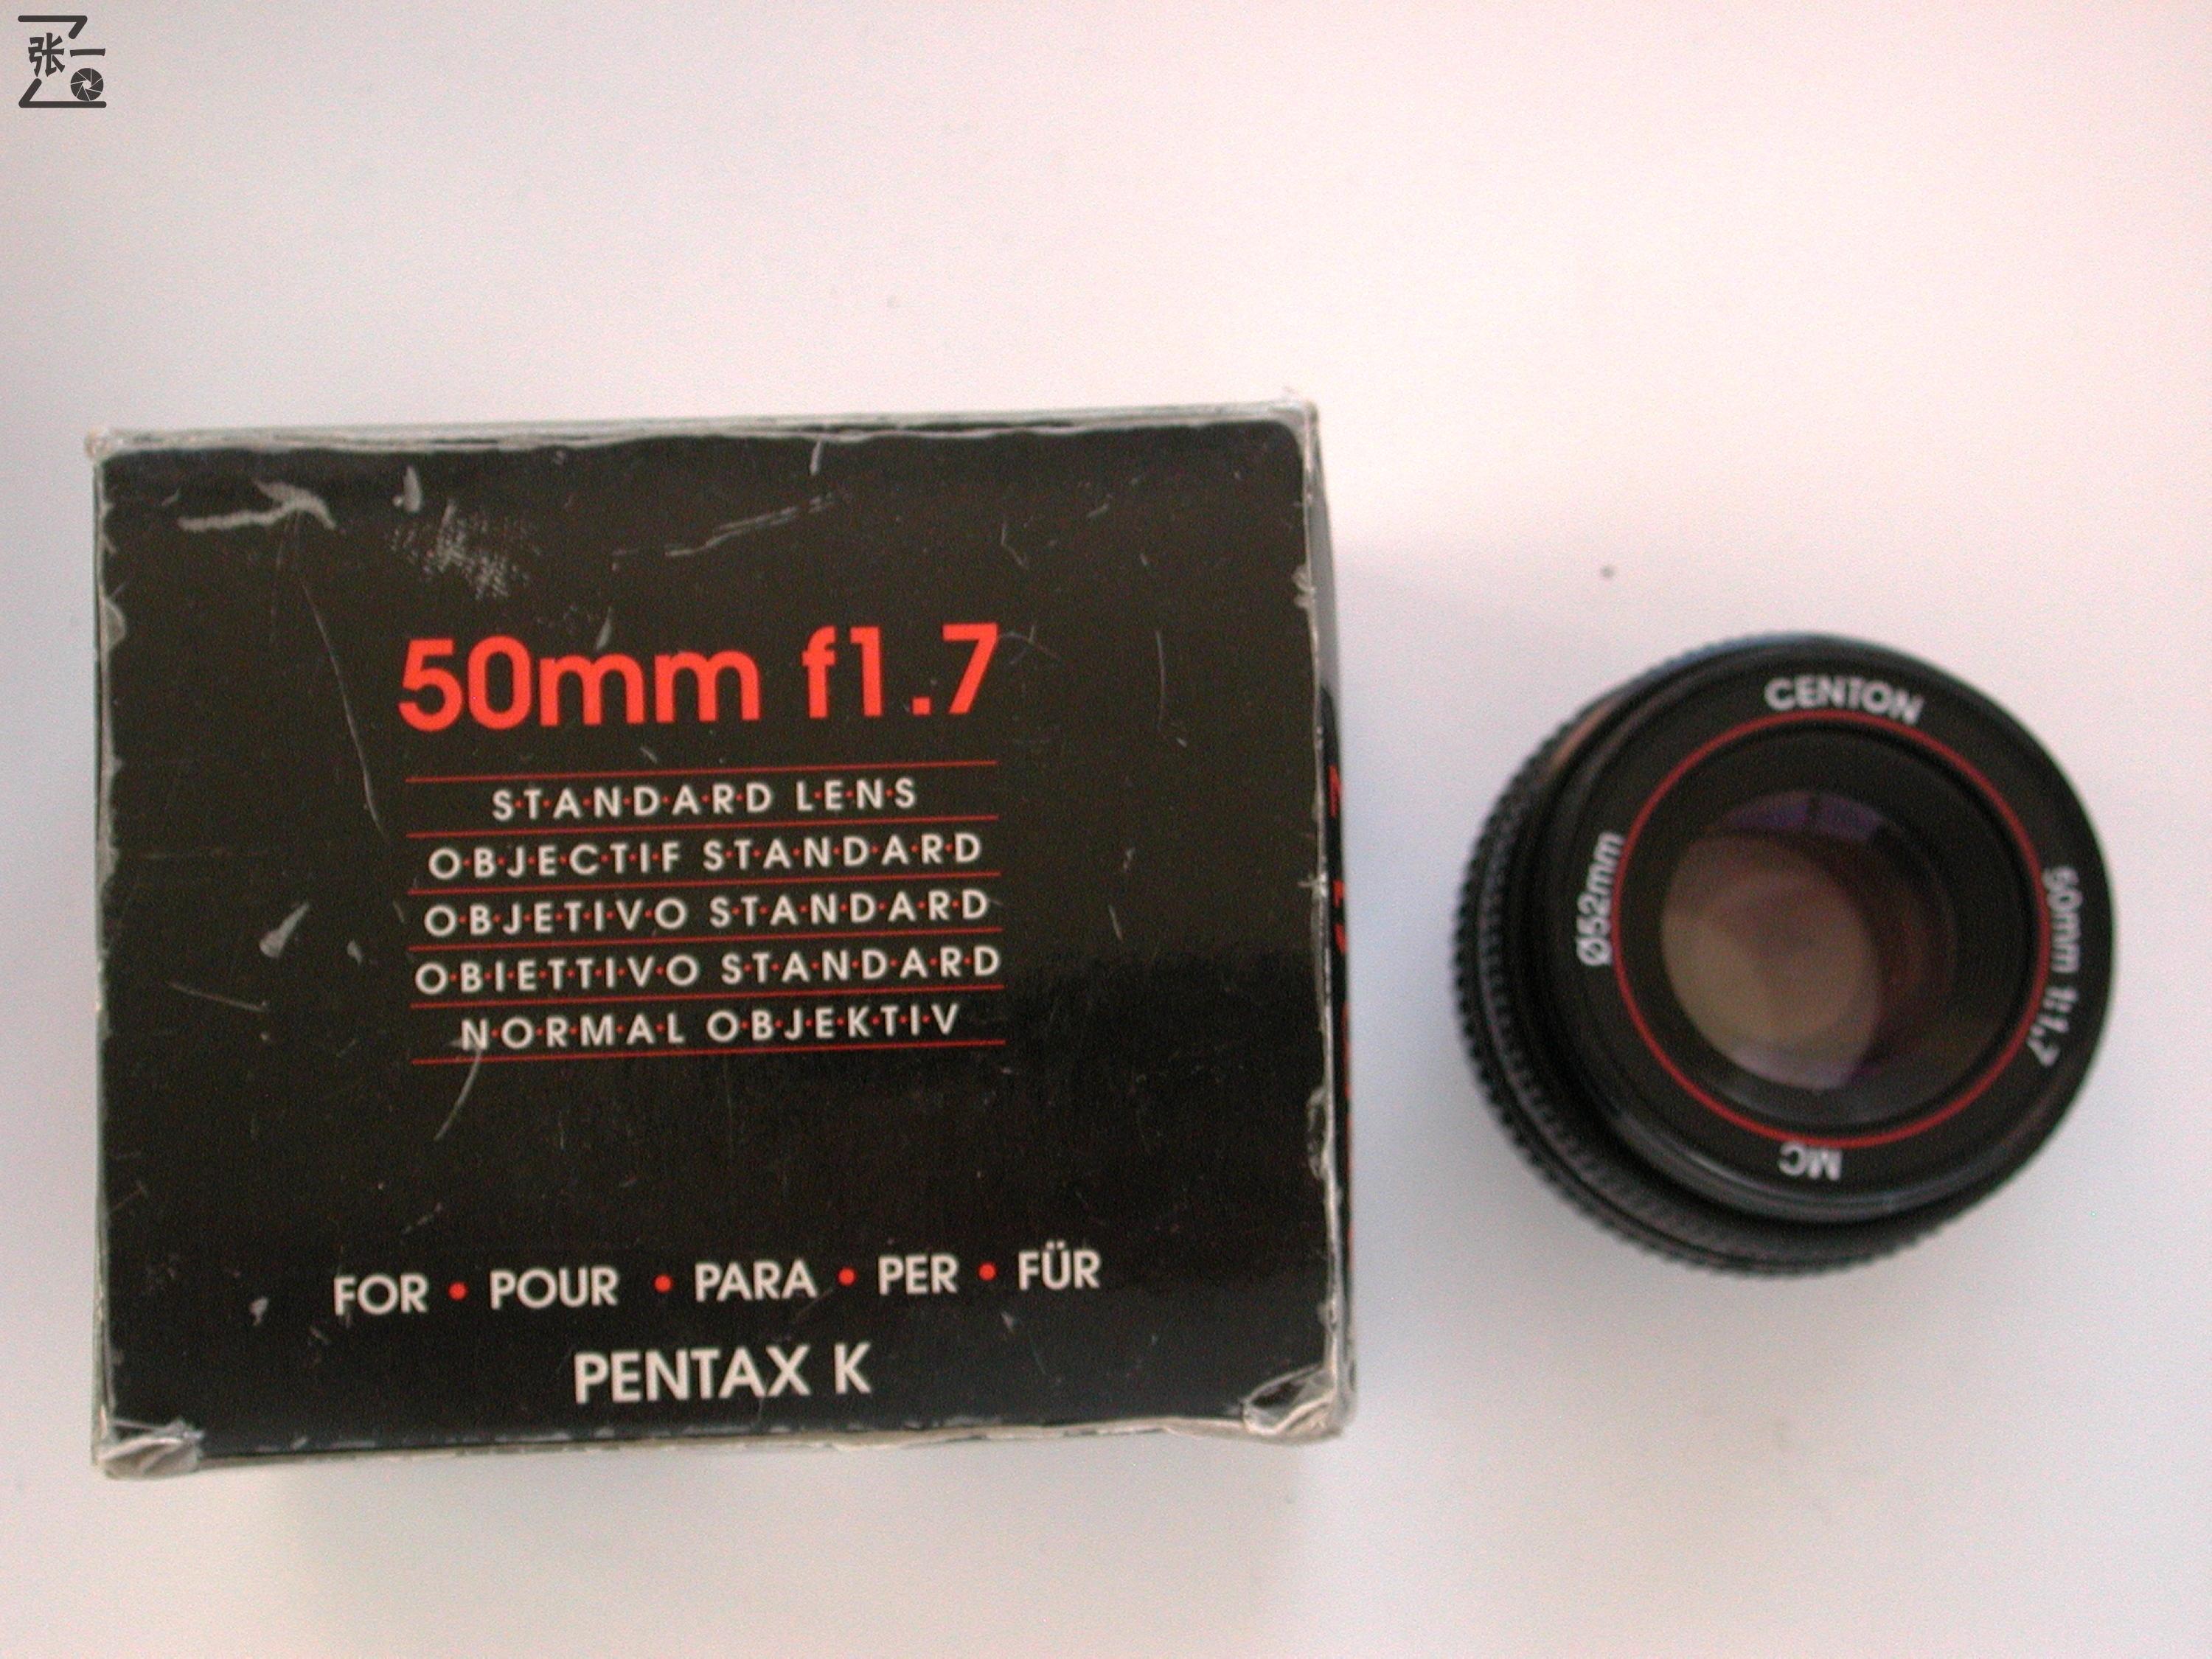 张一
50mm f1.7
S·T·A·N·D·A·R·D L·E·N·S
O·B·J·E·C·T·I·F S·T·A·N·D·A·R·D
O·B·J·E·T·I·V·O S·T·A·N·D·A·R·D
O·B·I·E·T·T·I·V·O S·T·A·N·D·A·R·D
N·O·R·M·A·L O·B·J·E·K·T·I·V
FOR • POUR • PARA • PER • FÜR
PENTAX K
CENTON
50mm 1:1.7
MC
Ø52mm